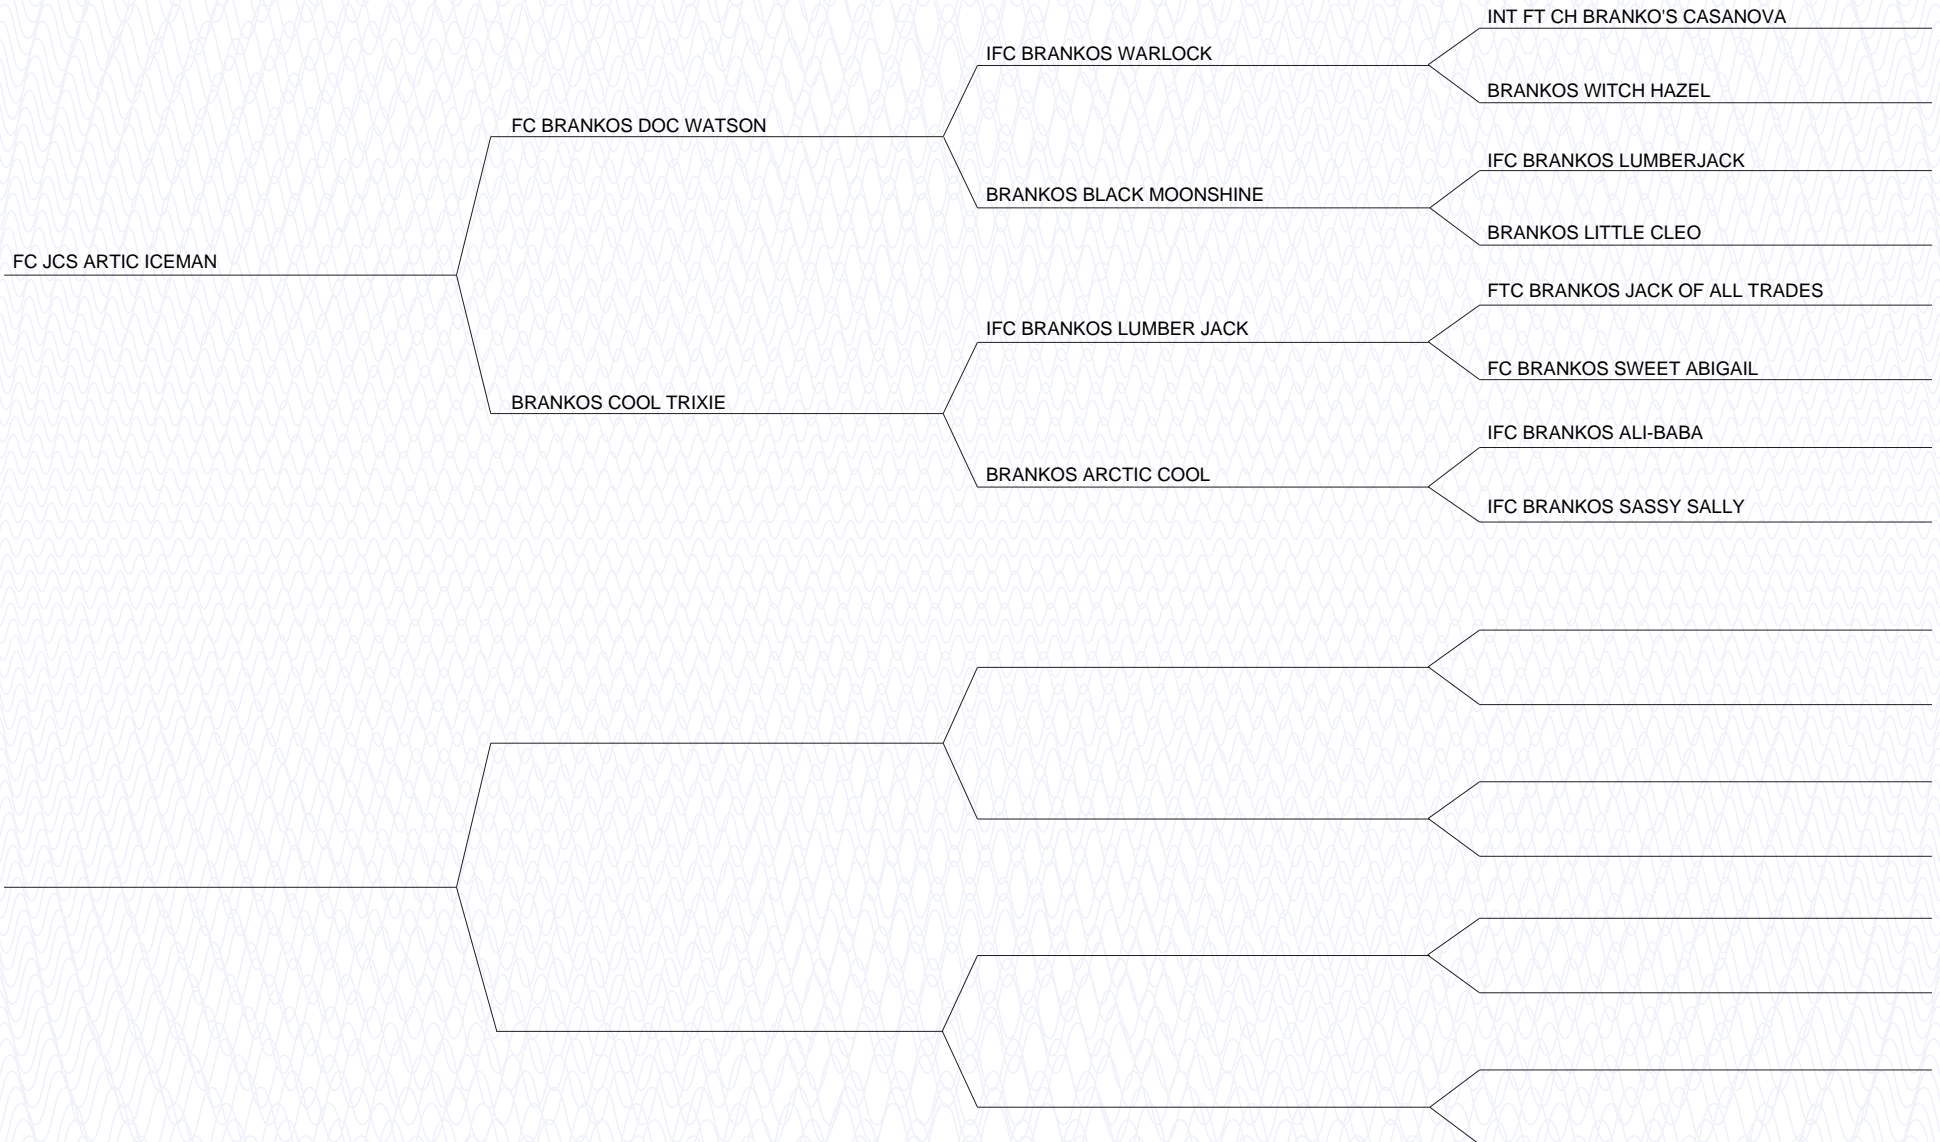 INT FT CH BRANKO'S CASANOVA
IFC BRANKOS WARLOCK
BRANKOS WITCH HAZEL
FC BRANKOS DOC WATSON
IFC BRANKOS LUMBERJACK
BRANKOS BLACK MOONSHINE
BRANKOS LITTLE CLEO
FC JCS ARTIC ICEMAN
FTC BRANKOS JACK OF ALL TRADES
IFC BRANKOS LUMBER JACK
FC BRANKOS SWEET ABIGAIL
BRANKOS COOL TRIXIE
IFC BRANKOS ALI-BABA
BRANKOS ARCTIC COOL
IFC BRANKOS SASSY SALLY